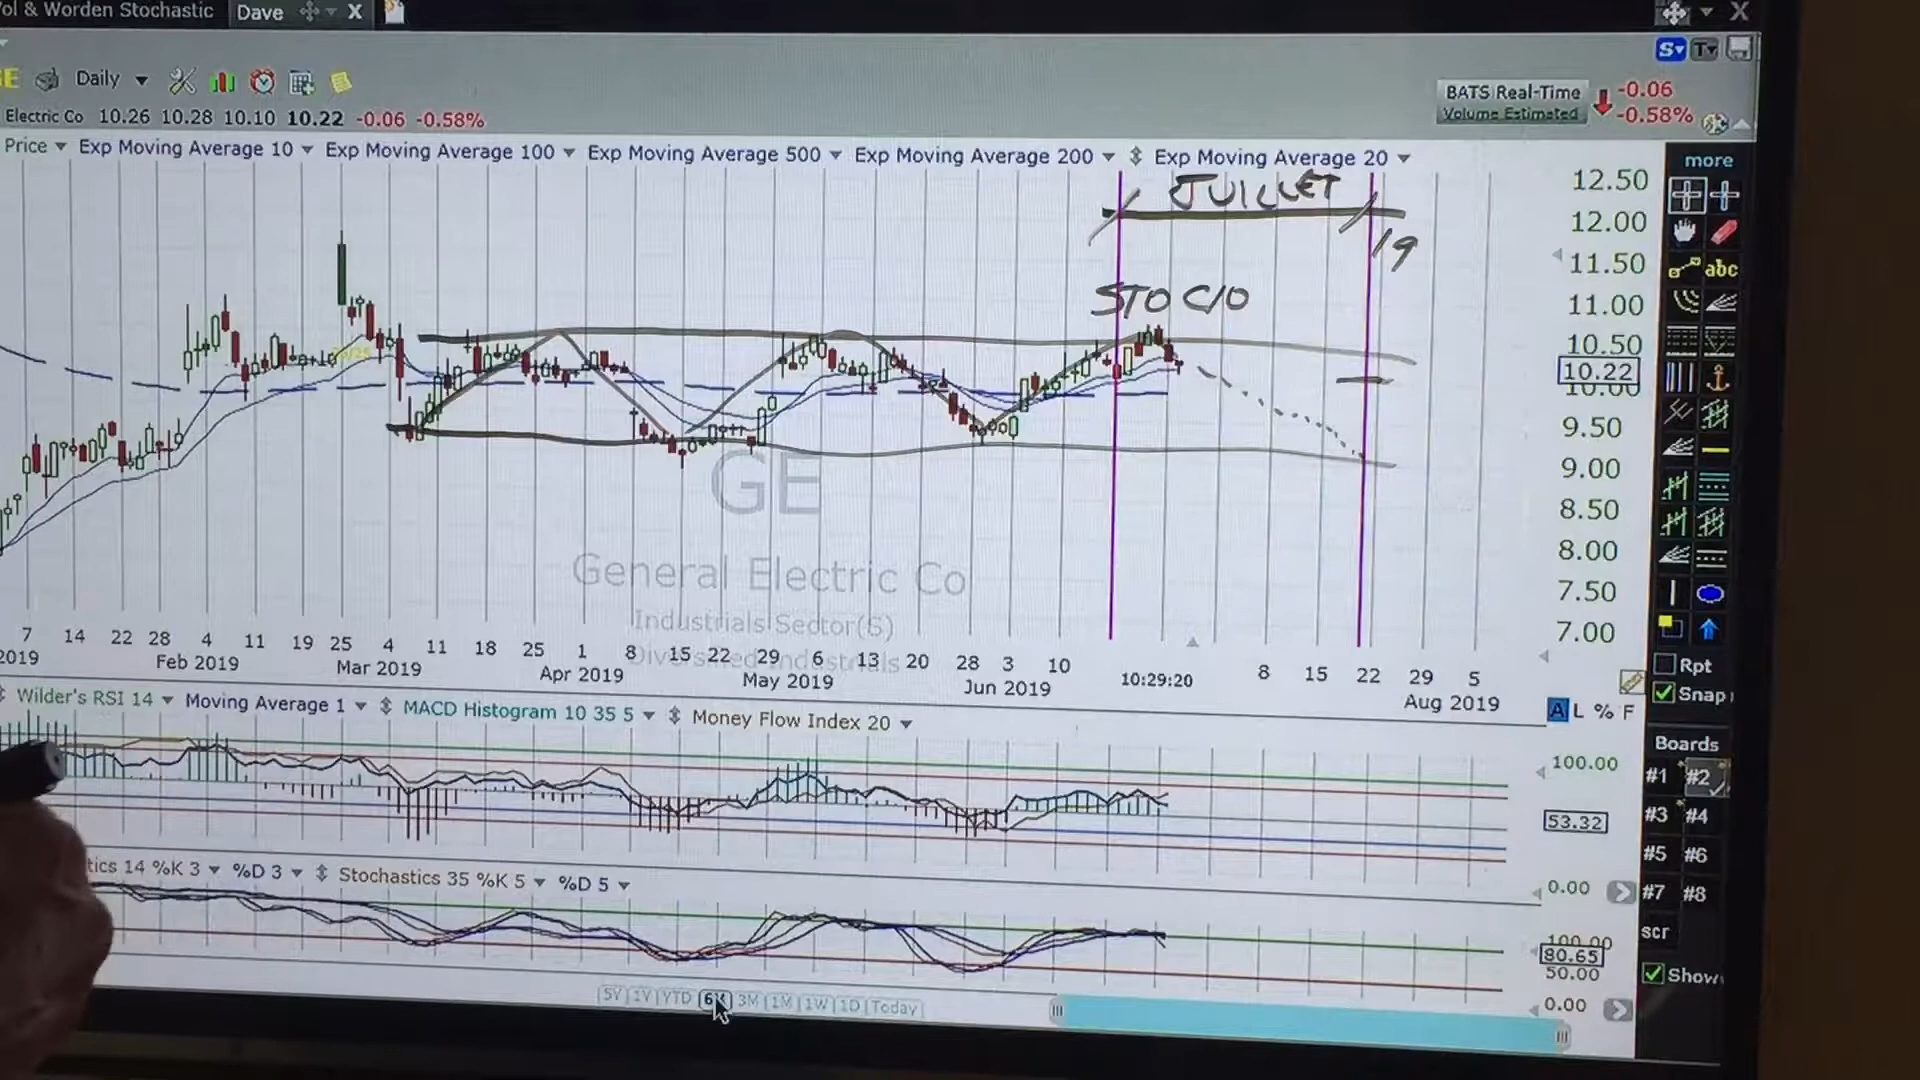 Vol & Worden Stochastic Dave X
GE Daily
BATS Real-Time -0.06
Volume Estimated -0.58%
Electric Co 10.26 10.28 10.10 10.22 -0.06 -0.58%
Price Exp Moving Average 10 Exp Moving Average 100 Exp Moving Average 500 Exp Moving Average 200 Exp Moving Average 20
more
abc
JUILLET
19
STO C/O
12.50
12.00
11.50
11.00
10.50
10.22
10.00
9.50
9.00
8.50
8.00
7.50
7.00
GE
General Electric Co
Industrials Sector(S)
Diversified Industrials
7 14 22 28 4 11 19 25 4 11 18 25 1 8 15 22 29 6 13 20 28 3 10 10:29:20 8 15 22 29 5
2019 Feb 2019 Mar 2019 Apr 2019 May 2019 Jun 2019 Aug 2019
Rpt
Snap
A L % F
Wilder's RSI 14 Moving Average 1 MACD Histogram 10 35 5 Money Flow Index 20
100.00
53.32
0.00
Boards
#1 #2
#3 #4
#5 #6
#7 #8
scr
Show
tics 14 %K 3 %D 3 Stochastics 35 %K 5 %D 5
100.00
80.65
50.00
0.00
5Y 1Y YTD 6M 3M 1M 1W 1D Today